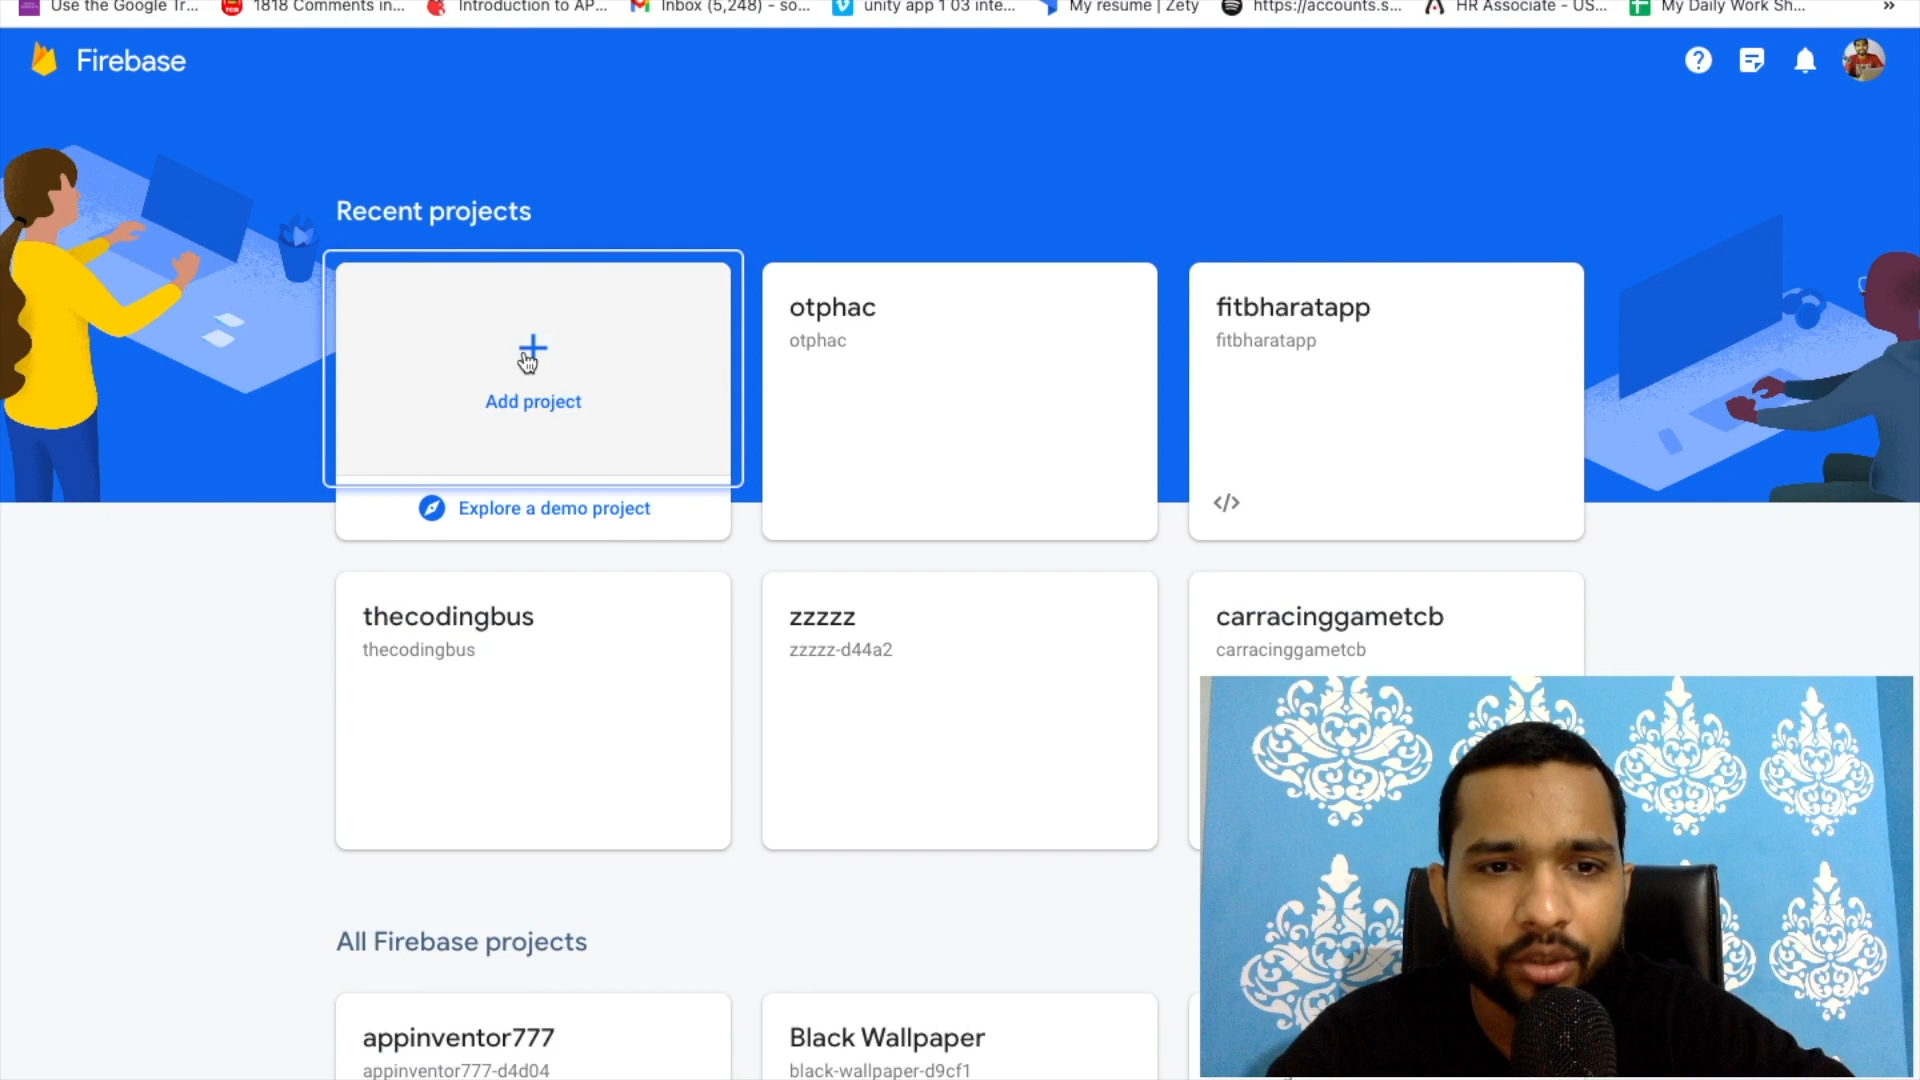 Use the Google Tr...
1818 Comments in...
Introduction to AP...
Inbox (5,248) - so...
unity app 1 03 inte...
My resume | Zety
https://accounts.s...
HR Associate - US...
My Daily Work Sh...
»
Firebase
Recent projects
Add project
Explore a demo project
otphac
otphac
fitbharatapp
fitbharatapp
</>
thecodingbus
thecodingbus
zzzzz
zzzzz-d44a2
carracinggametcb
carracinggametcb
All Firebase projects
appinventor777
appinventor777-d4d04
Black Wallpaper
black-wallpaper-d9cf1